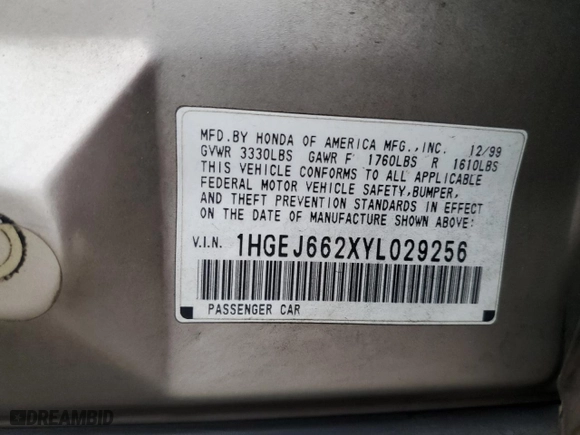 MFD.BY HONDA OF AMERICA MFG.,INC. 12/99
GVWR 3330LBS GAWR F 1760LBS R 1610LBS
THIS VEHICLE CONFORMS TO ALL APPLICABLE
FEDERAL MOTOR VEHICLE SAFETY,BUMPER,
AND THEFT PREVENTION STANDARDS IN EFFECT
ON THE DATE OF MANUFACTURE SHOWN ABOVE:
V.I.N. 1HGEJ662XYL029256
PASSENGER CAR
DREAMBID